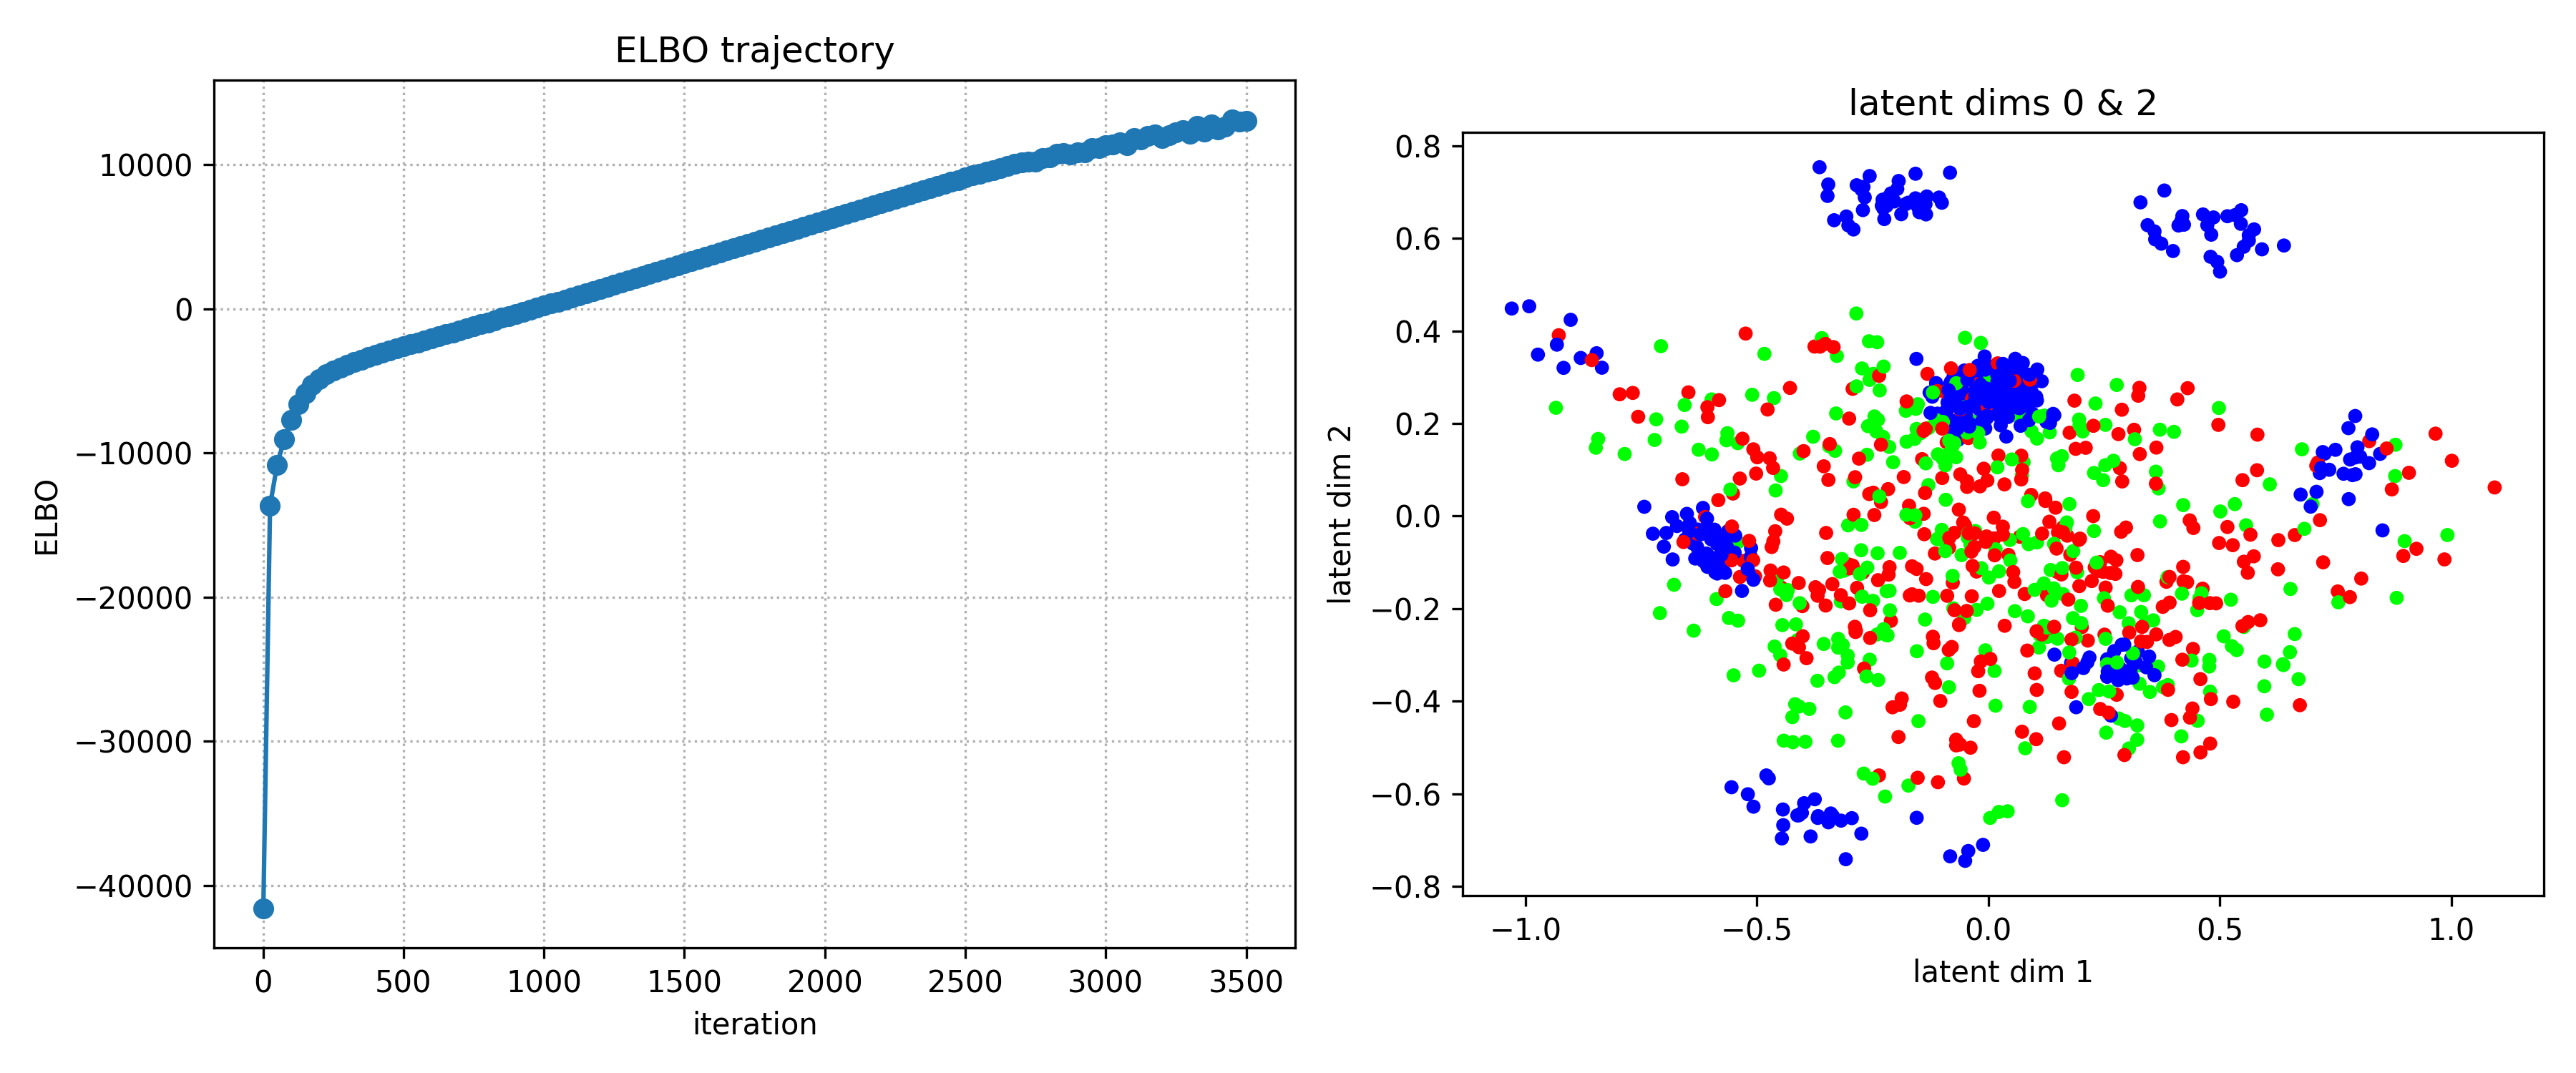 ELBO trajectory
ELBO
10000
0
−10000
−20000
−30000
−40000
0 500 1000 1500 2000 2500 3000 3500
iteration
latent dims 0 & 2
latent dim 2
0.8
0.6
0.4
0.2
0.0
−0.2
−0.4
−0.6
−0.8
−1.0 −0.5 0.0 0.5 1.0
latent dim 1